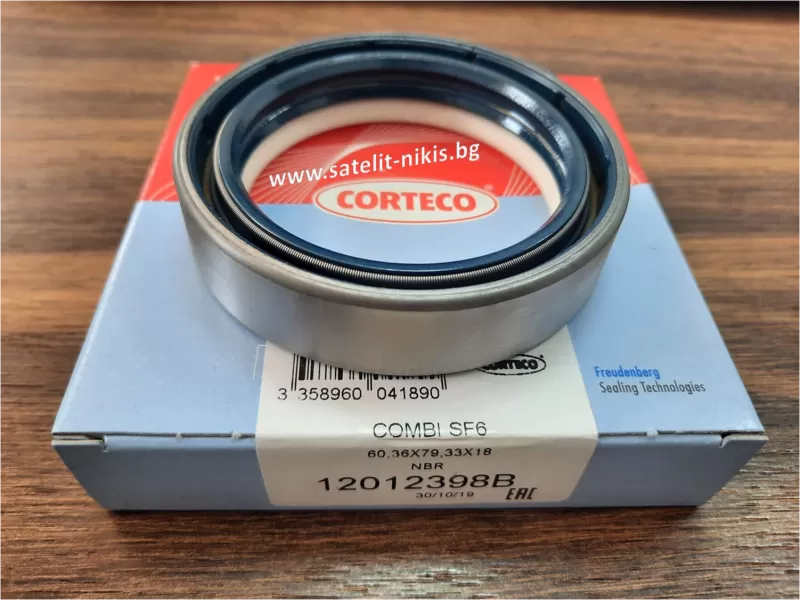 www.satelit-nikis.bg
CORTECO
CORTECO
3 358960 041890
Freudenberg
Sealing Technologies
COMBI SF6
60,36X79,33X18
NBR
12012398B
30/10/19 EAC